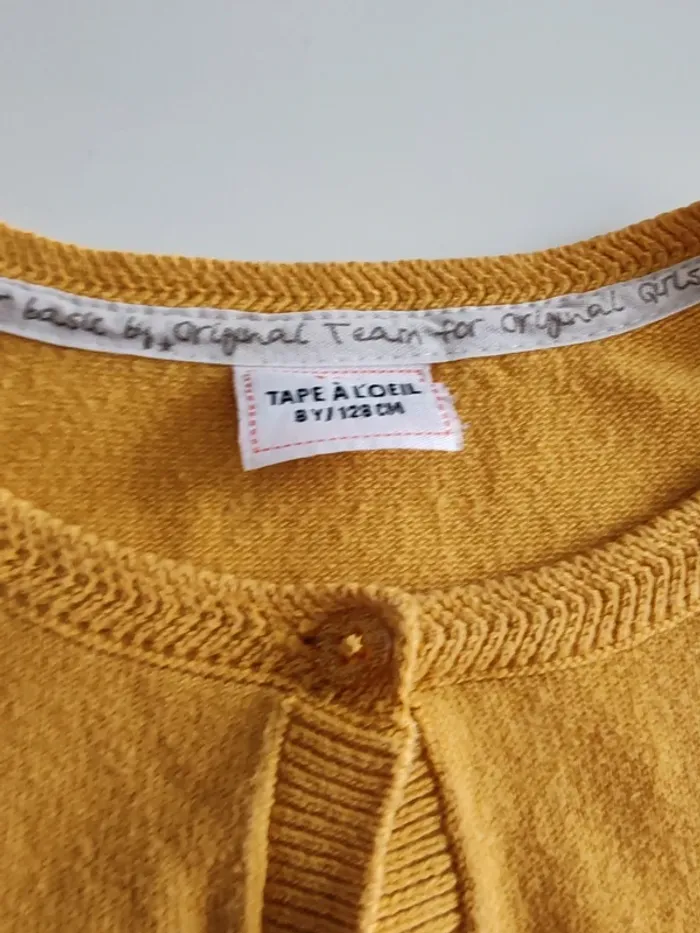 basic by Original Team for Original Girls
TAPE À L'OEIL
8 Y / 128 CM